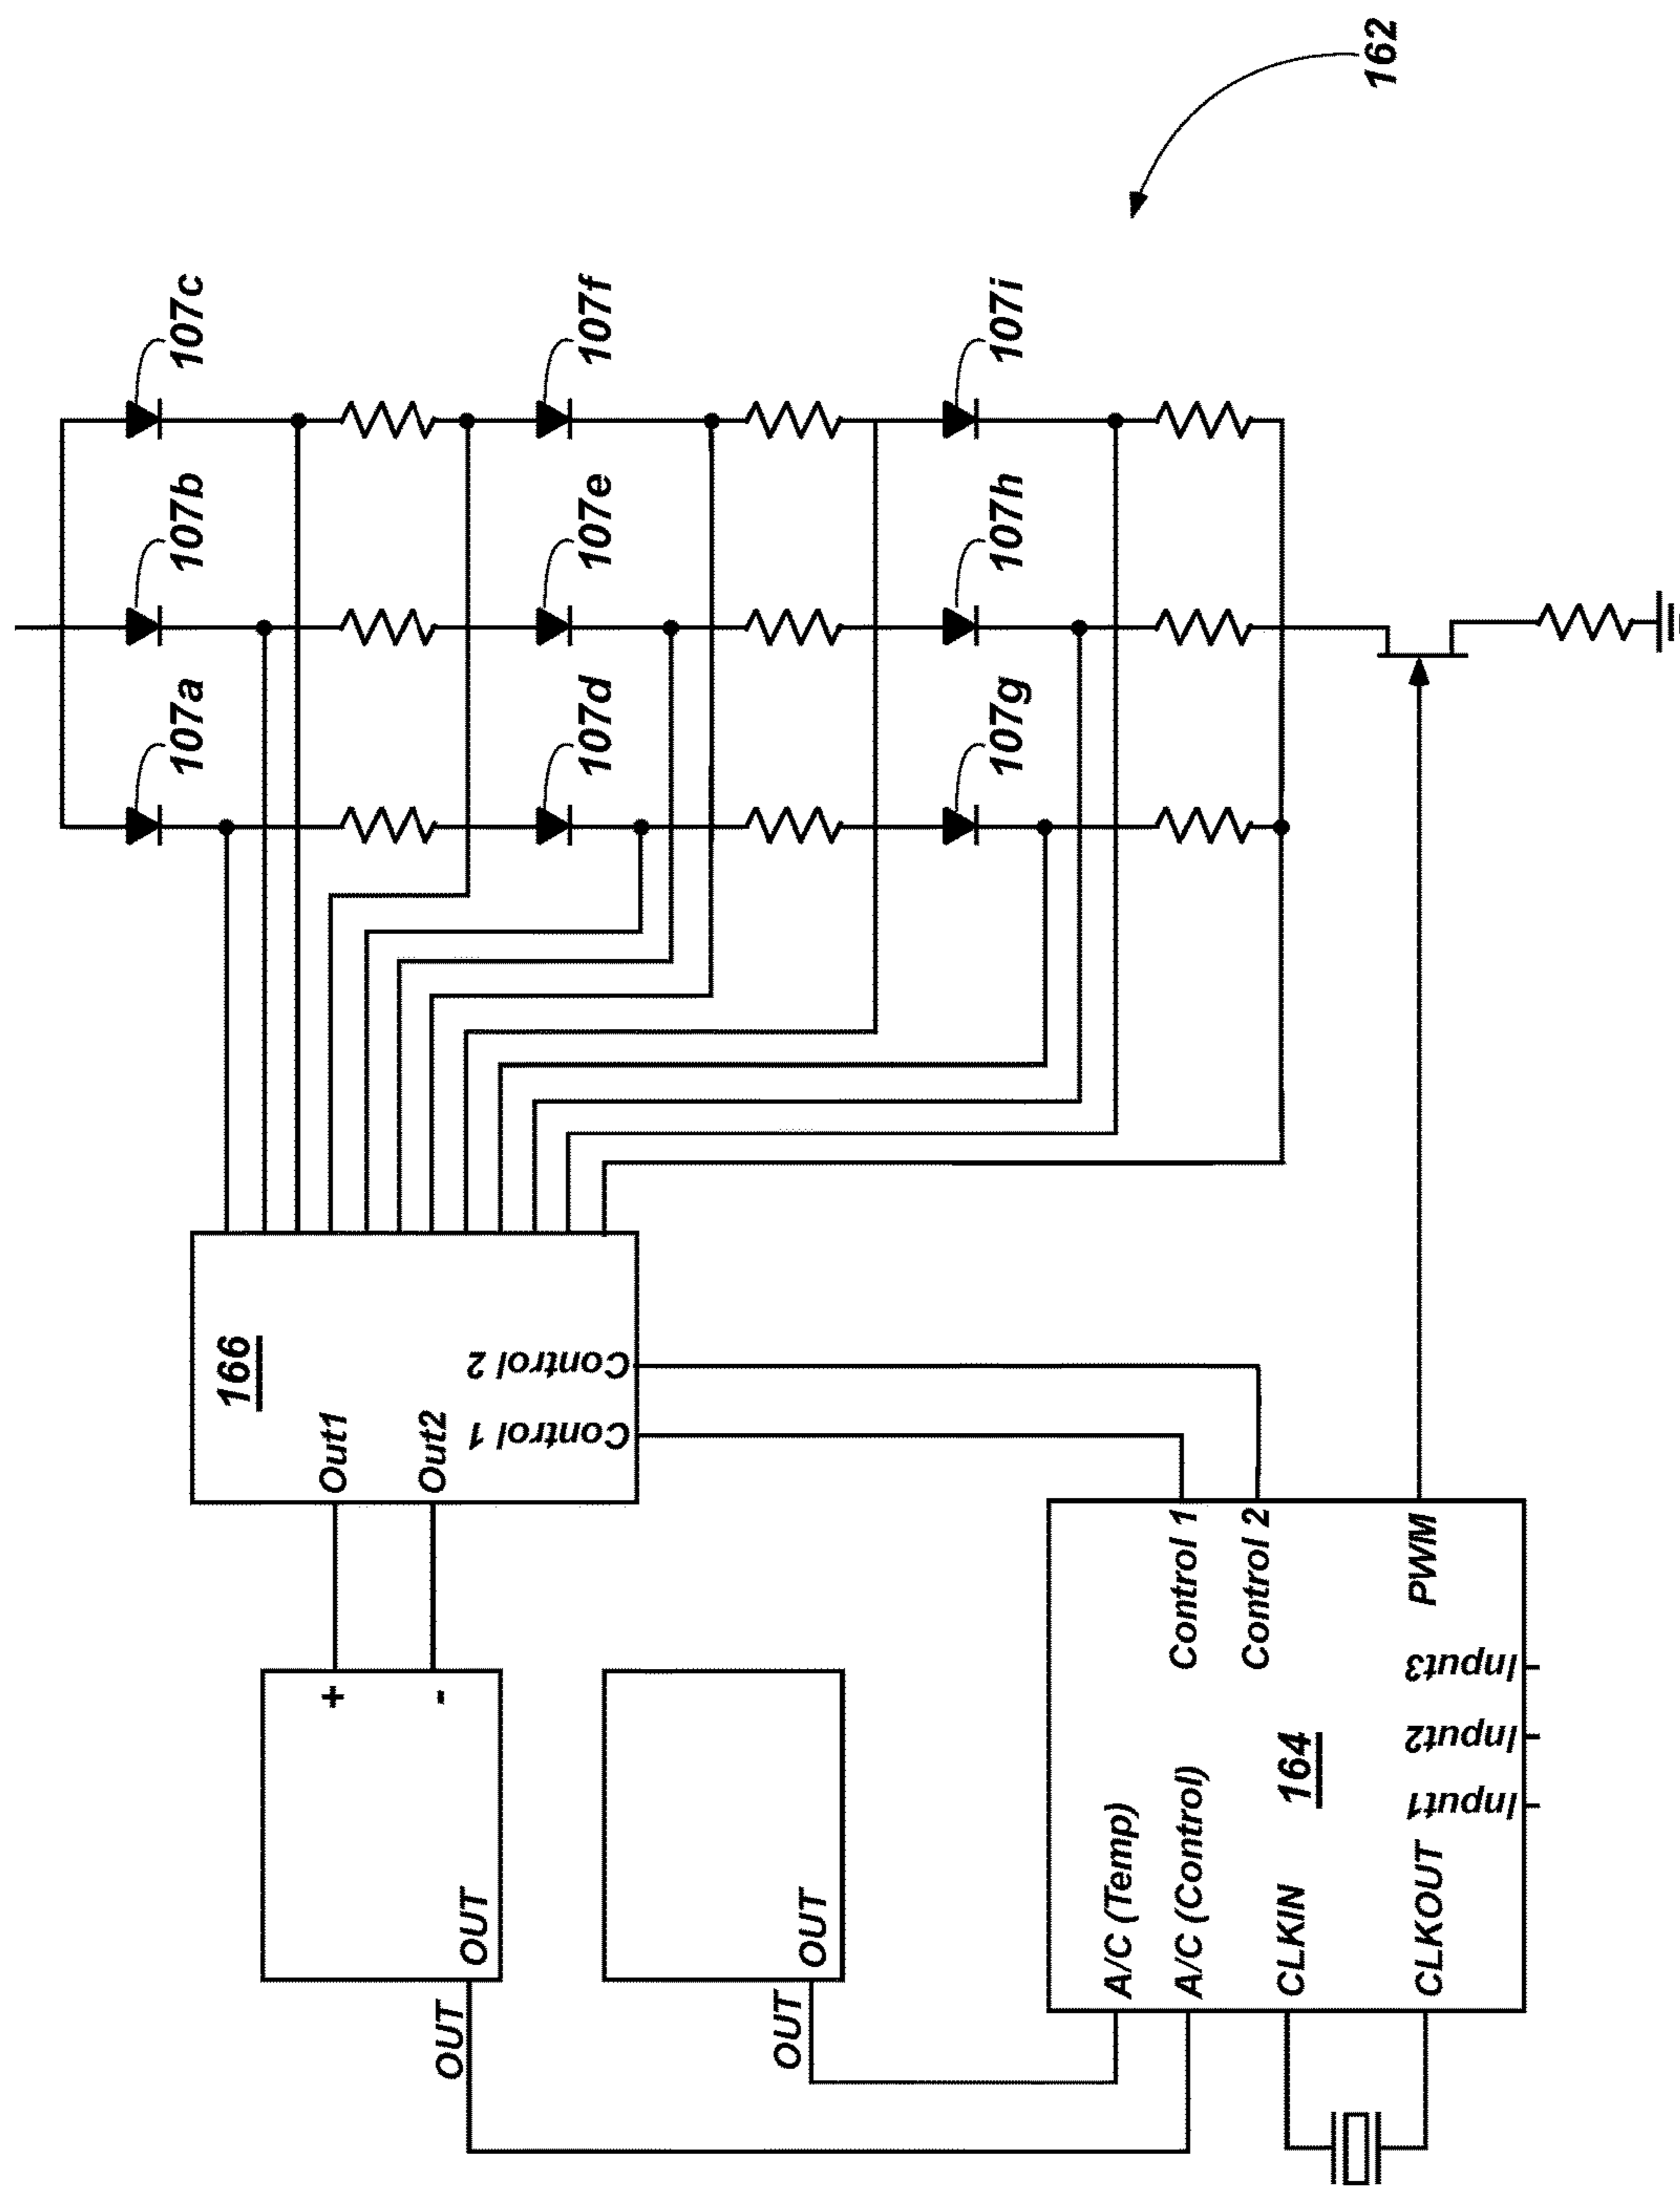 162
107c
107f
107i
107b
107e
107h
107a
107d
107g
166
Out1
Out2
Control 2
Control 1
+
-
OUT
OUT
OUT
OUT
Control 1
Control 2
PWM
164
Input3
Input2
Input1
A/C (Temp)
A/C (Control)
CLKIN
CLKOUT